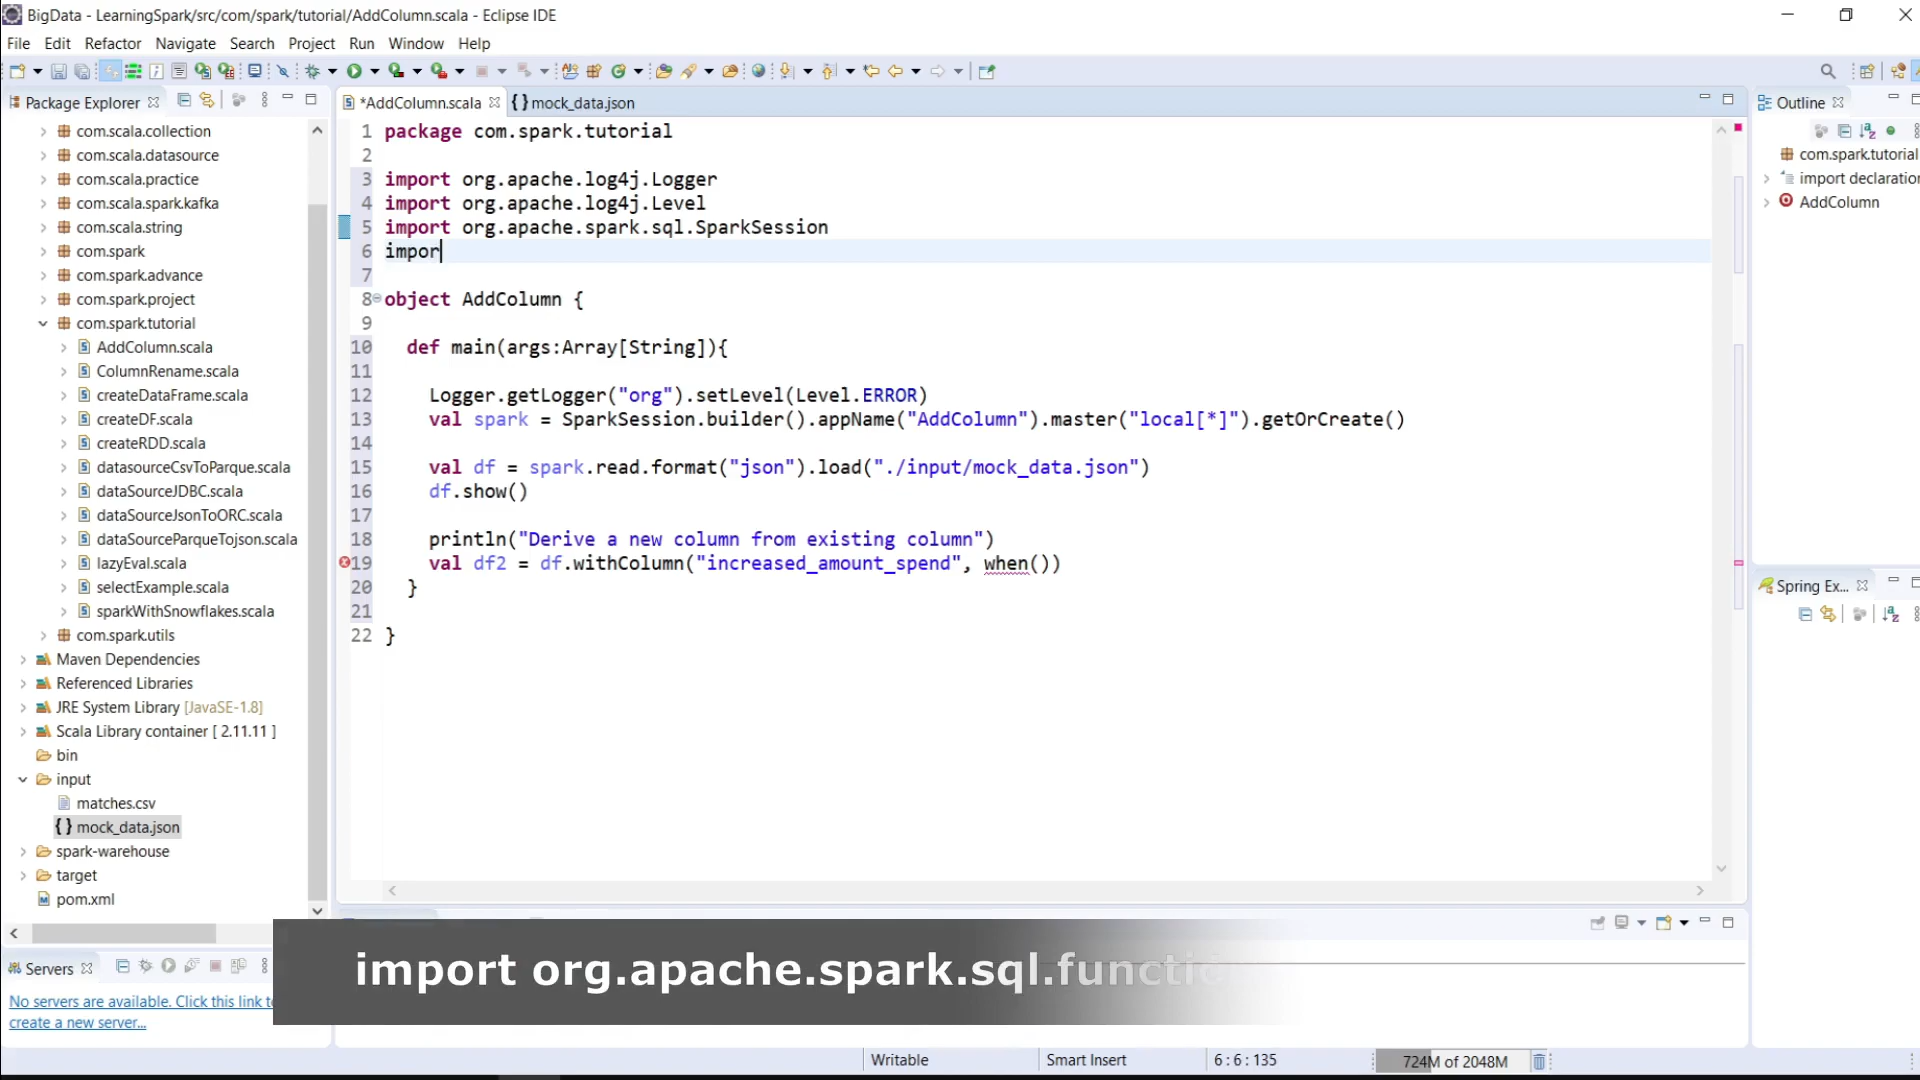 BigData - LearningSpark/src/com/spark/tutorial/AddColumn.scala - Eclipse IDE
File Edit Refactor Navigate Search Project Run Window Help
Package Explorer
com.scala.collection
com.scala.datasource
com.scala.practice
com.scala.spark.kafka
com.scala.string
com.spark
com.spark.advance
com.spark.project
com.spark.tutorial
AddColumn.scala
ColumnRename.scala
createDataFrame.scala
createDF.scala
createRDD.scala
datasourceCsvToParque.scala
dataSourceJDBC.scala
dataSourceJsonToORC.scala
dataSourceParqueTojson.scala
lazyEval.scala
selectExample.scala
sparkWithSnowflakes.scala
com.spark.utils
Maven Dependencies
Referenced Libraries
JRE System Library [JavaSE-1.8]
Scala Library container [ 2.11.11 ]
bin
input
matches.csv
mock_data.json
spark-warehouse
target
pom.xml
*AddColumn.scala mock_data.json
1 package com.spark.tutorial
2
3 import org.apache.log4j.Logger
4 import org.apache.log4j.Level
5 import org.apache.spark.sql.SparkSession
6 impor
7
8 object AddColumn {
9
10 def main(args:Array[String]){
11
12 Logger.getLogger("org").setLevel(Level.ERROR)
13 val spark = SparkSession.builder().appName("AddColumn").master("local[*]").getOrCreate()
14
15 val df = spark.read.format("json").load("./input/mock_data.json")
16 df.show()
17
18 println("Derive a new column from existing column")
19 val df2 = df.withColumn("increased_amount_spend", when())
20 }
21
22 }
Outline
com.spark.tutorial
import declaration
AddColumn
Spring Ex...
Servers
No servers are available. Click this link to
create a new server...
import org.apache.spark.sql.functi
Writable Smart Insert 6 : 6 : 135 724M of 2048M